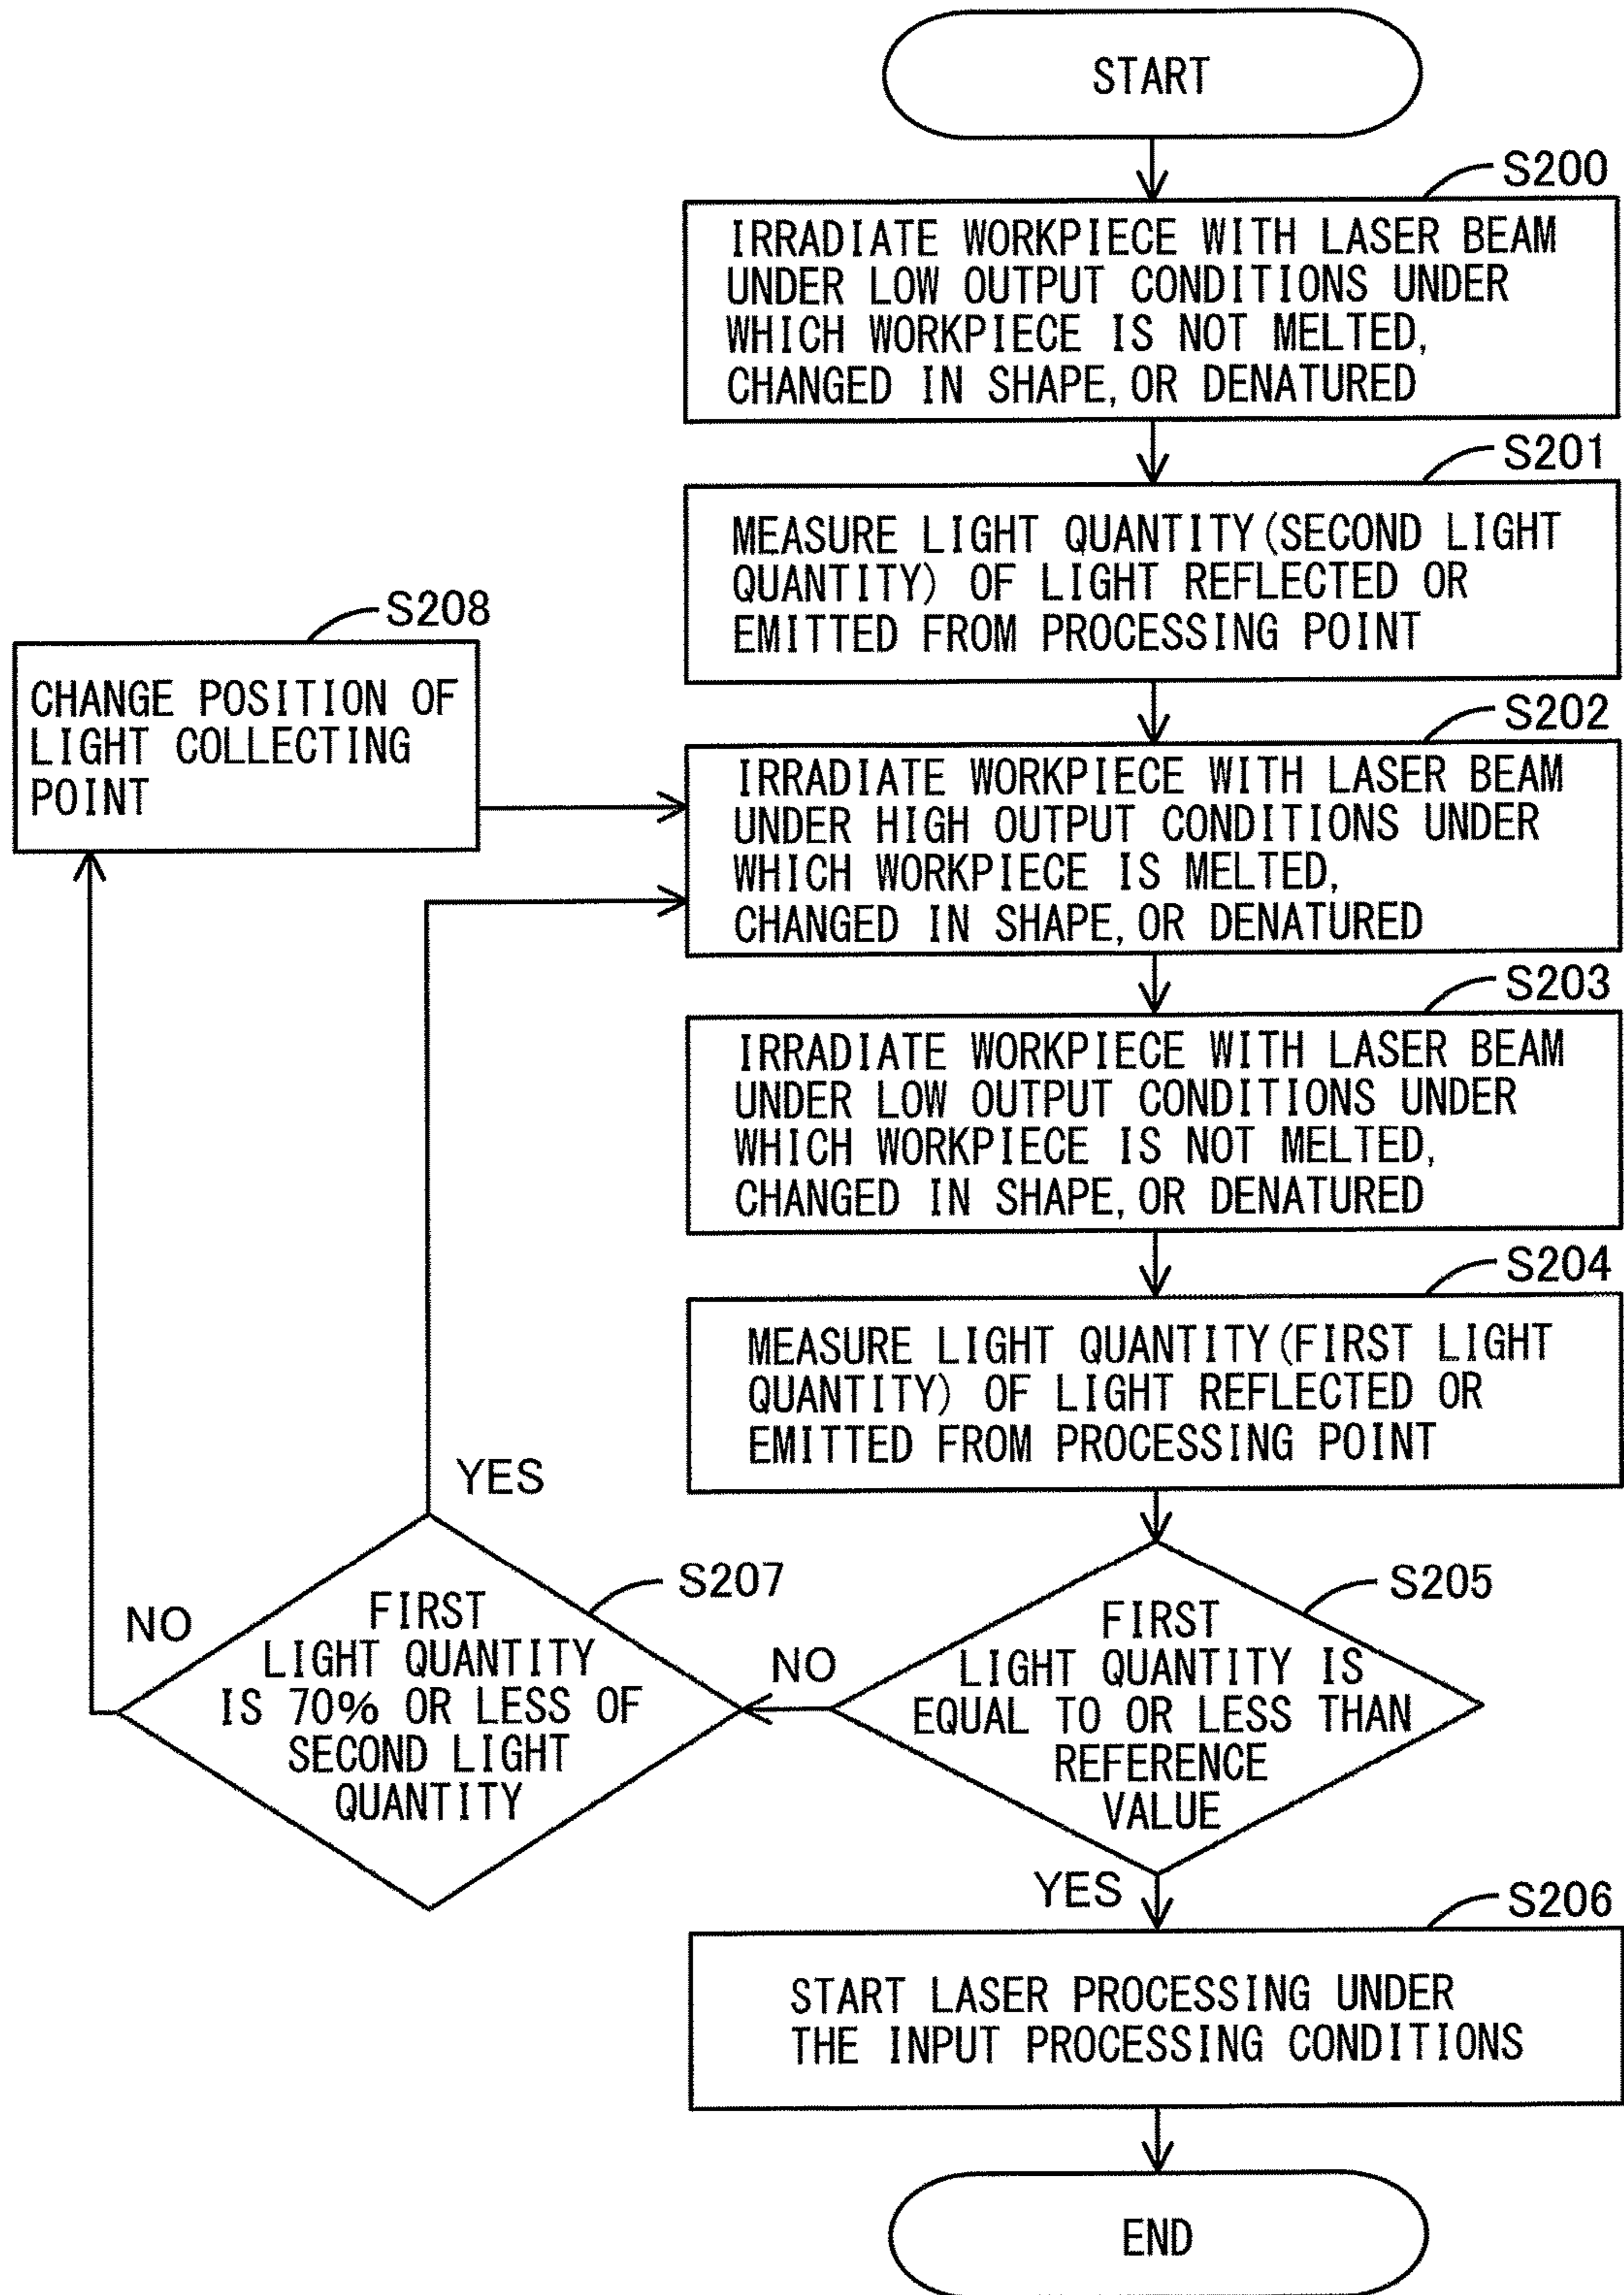 START
S200
IRRADIATE WORKPIECE WITH LASER BEAM
UNDER LOW OUTPUT CONDITIONS UNDER
WHICH WORKPIECE IS NOT MELTED,
CHANGED IN SHAPE, OR DENATURED
S201
MEASURE LIGHT QUANTITY (SECOND LIGHT
QUANTITY) OF LIGHT REFLECTED OR
EMITTED FROM PROCESSING POINT
S208
CHANGE POSITION OF
LIGHT COLLECTING
POINT
S202
IRRADIATE WORKPIECE WITH LASER BEAM
UNDER HIGH OUTPUT CONDITIONS UNDER
WHICH WORKPIECE IS MELTED,
CHANGED IN SHAPE, OR DENATURED
S203
IRRADIATE WORKPIECE WITH LASER BEAM
UNDER LOW OUTPUT CONDITIONS UNDER
WHICH WORKPIECE IS NOT MELTED,
CHANGED IN SHAPE, OR DENATURED
S204
MEASURE LIGHT QUANTITY (FIRST LIGHT
QUANTITY) OF LIGHT REFLECTED OR
EMITTED FROM PROCESSING POINT
S205
FIRST
LIGHT QUANTITY IS
EQUAL TO OR LESS THAN
REFERENCE
VALUE
NO
YES
S207
FIRST
LIGHT QUANTITY
IS 70% OR LESS OF
SECOND LIGHT
QUANTITY
YES
NO
S206
START LASER PROCESSING UNDER
THE INPUT PROCESSING CONDITIONS
END